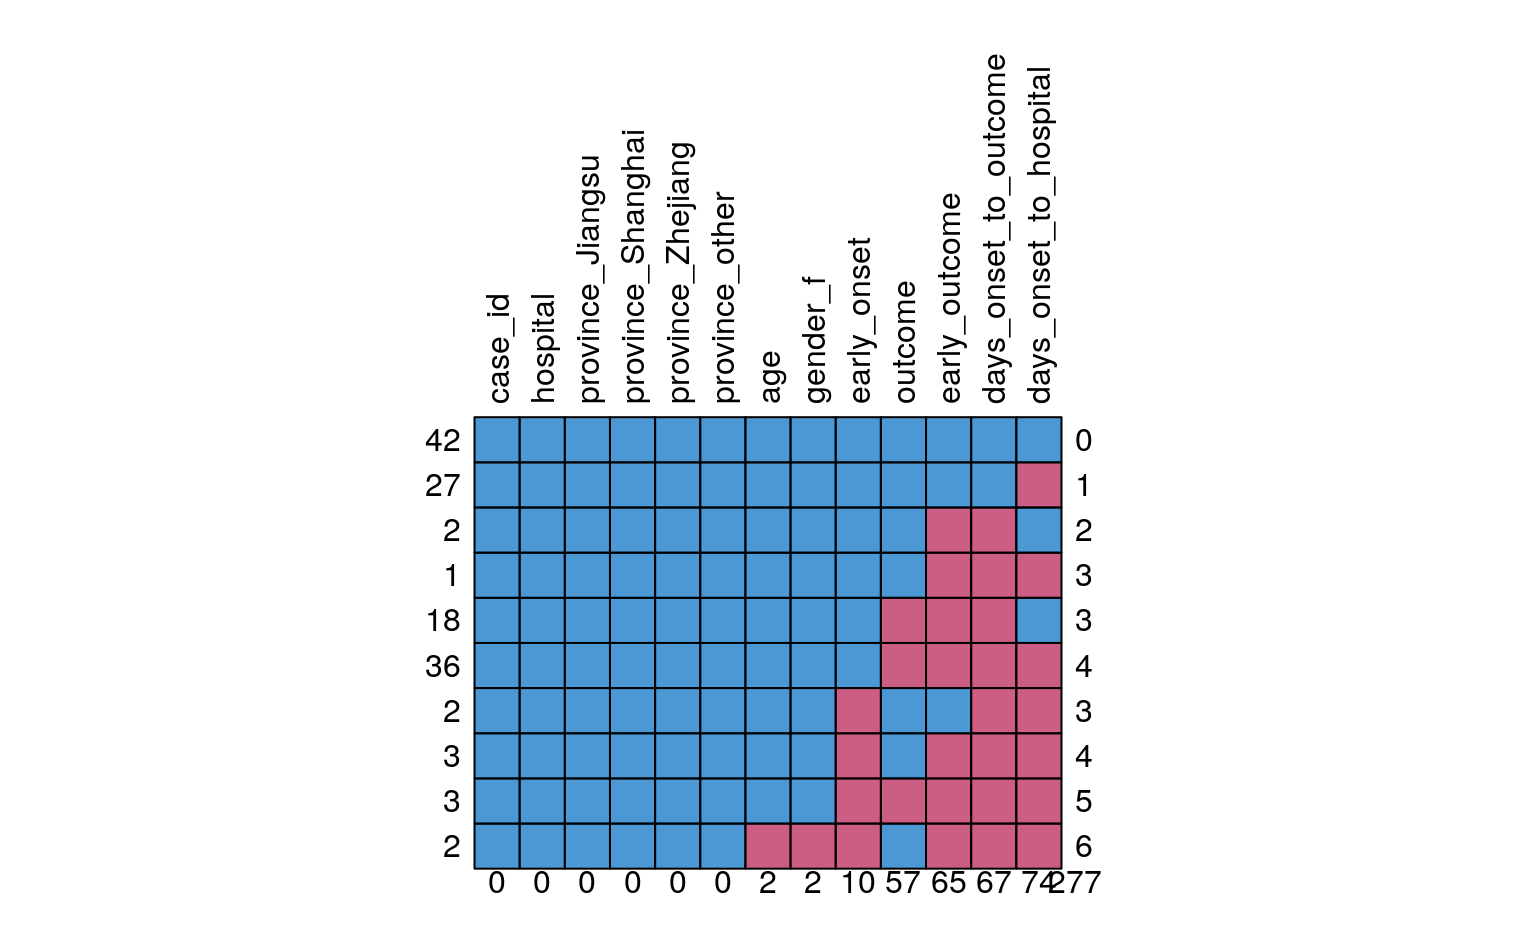 case_id
hospital
province_Jiangsu
province_Shanghai
province_Zhejiang
province_other
age
gender_f
early_onset
outcome
early_outcome
days_onset_to_outcome
days_onset_to_hospital
42 0
27 1
2 2
1 3
18 3
36 4
2 3
3 4
3 5
2 6
0 0 0 0 0 0 2 2 10 57 65 67 74 277